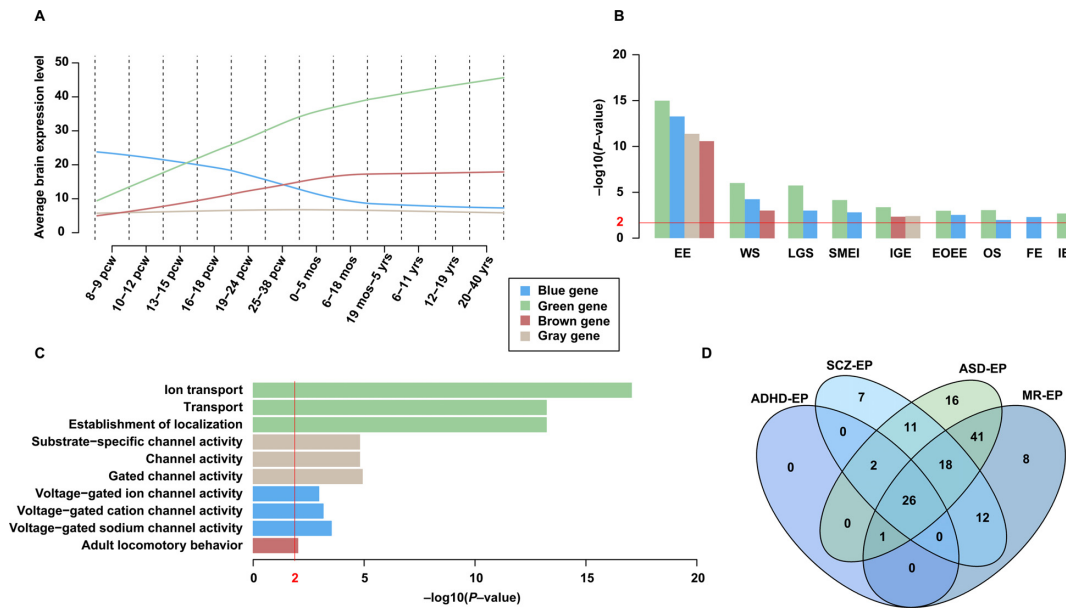 A
Average brain expression level
50
40
30
20
10
0
8–9 pcw
10–12 pcw
13–15 pcw
16–18 pcw
19–24 pcw
25–38 pcw
0–5 mos
6–18 mos
19 mos–5 yrs
6–11 yrs
12–19 yrs
20–40 yrs
Blue gene
Green gene
Brown gene
Gray gene
B
–log10(P–value)
20
15
10
5
2
0
EE
WS
LGS
SMEI
IGE
EOEE
OS
FE
IE
C
Ion transport
Transport
Establishment of localization
Substrate–specific channel activity
Channel activity
Gated channel activity
Voltage–gated ion channel activity
Voltage–gated cation channel activity
Voltage–gated sodium channel activity
Adult locomotory behavior
0
2
5
10
15
20
–log10(P–value)
D
SCZ-EP
ASD-EP
ADHD-EP
MR-EP
7
16
0
11
41
0
2
18
8
26
0
1
0
12
0